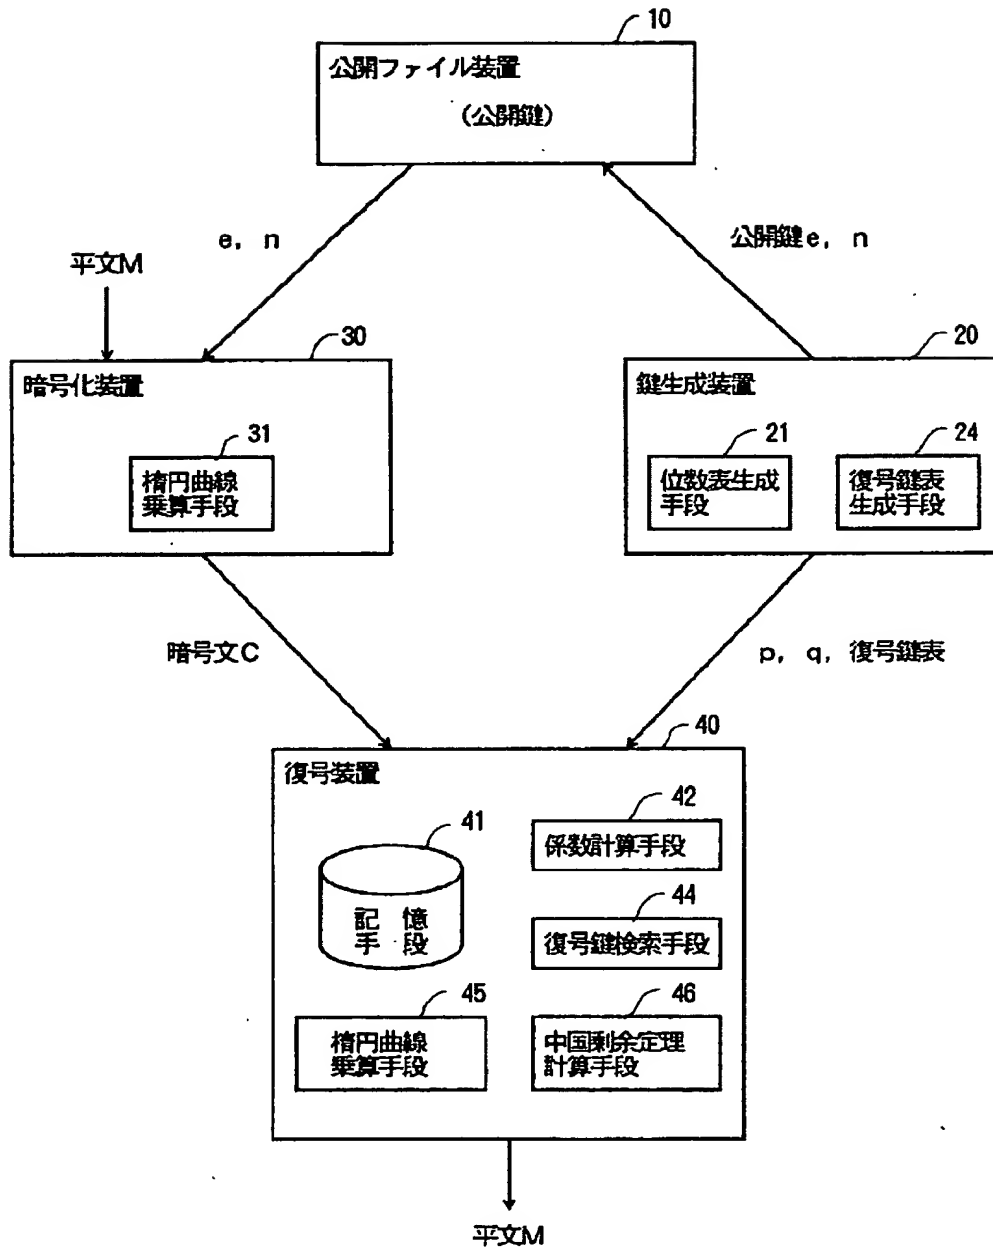 10
公開ファイル装置
（公開鍵）
e, n
公開鍵e, n
平文M
30
20
暗号化装置
鍵生成装置
31
楕円曲線
乗算手段
21
位数表生成
手段
24
復号鍵表
生成手段
暗号文C
p, q, 復号鍵表
40
復号装置
41
記 憶
手 段
42
係数計算手段
44
復号鍵検索手段
45
楕円曲線
乗算手段
46
中国剰余定理
計算手段
平文M